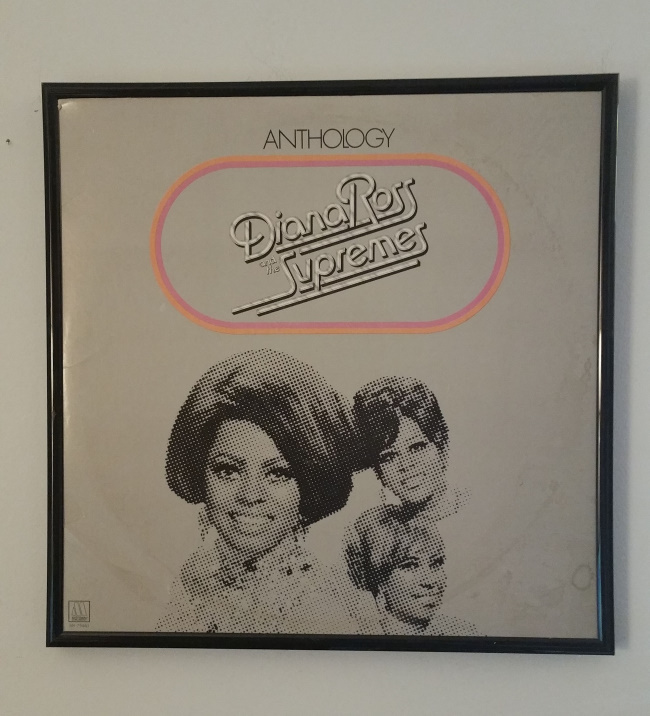 ANTHOLOGY
Diana Ross
and the
Supremes